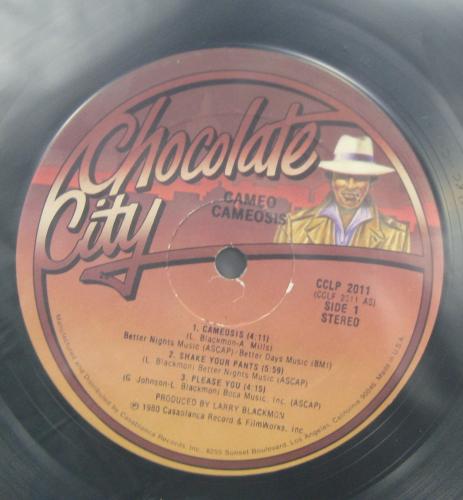 Chocolate
City
CAMEO
CAMEOSIS
CCLP 2011
(CCLP 2011 AS)
SIDE 1
STEREO
1. CAMEOSIS (4:11)
(L. Blackmon-A. Mills)
Better Nights Music (ASCAP)/Better Days Music (BMI)
2. SHAKE YOUR PANTS (5:59)
(L. Blackmon) Better Nights Music (ASCAP)
3. PLEASE YOU (4:15)
(G. Johnson-L. Blackmon) Boca Music, Inc. (ASCAP)
PRODUCED BY LARRY BLACKMON
℗ 1980 Casablanca Record & FilmWorks, Inc.
Manufactured and Distributed by Casablanca Records, Inc., 8255 Sunset Boulevard, Los Angeles, California 90046 Made in U.S.A.